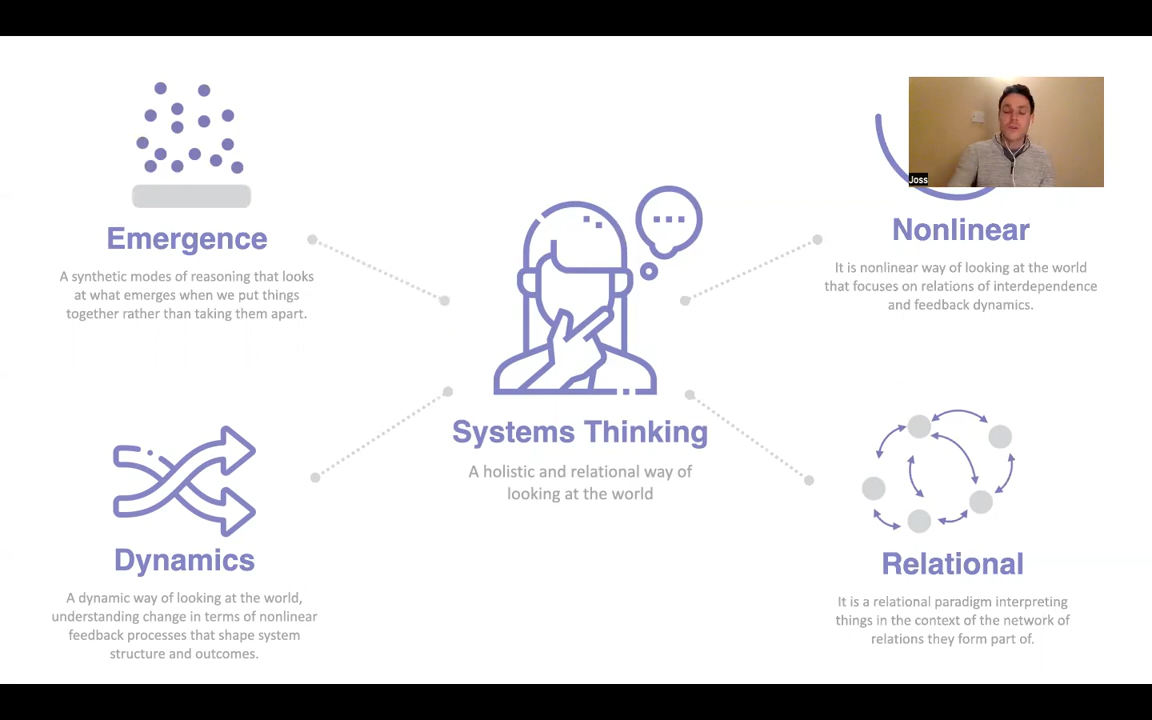 Joss
Emergence
A synthetic modes of reasoning that looks
at what emerges when we put things
together rather than taking them apart.
Nonlinear
It is nonlinear way of looking at the world
that focuses on relations of interdependence
and feedback dynamics.
Systems Thinking
A holistic and relational way of
looking at the world
Dynamics
A dynamic way of looking at the world,
understanding change in terms of nonlinear
feedback processes that shape system
structure and outcomes.
Relational
It is a relational paradigm interpreting
things in the context of the network of
relations they form part of.